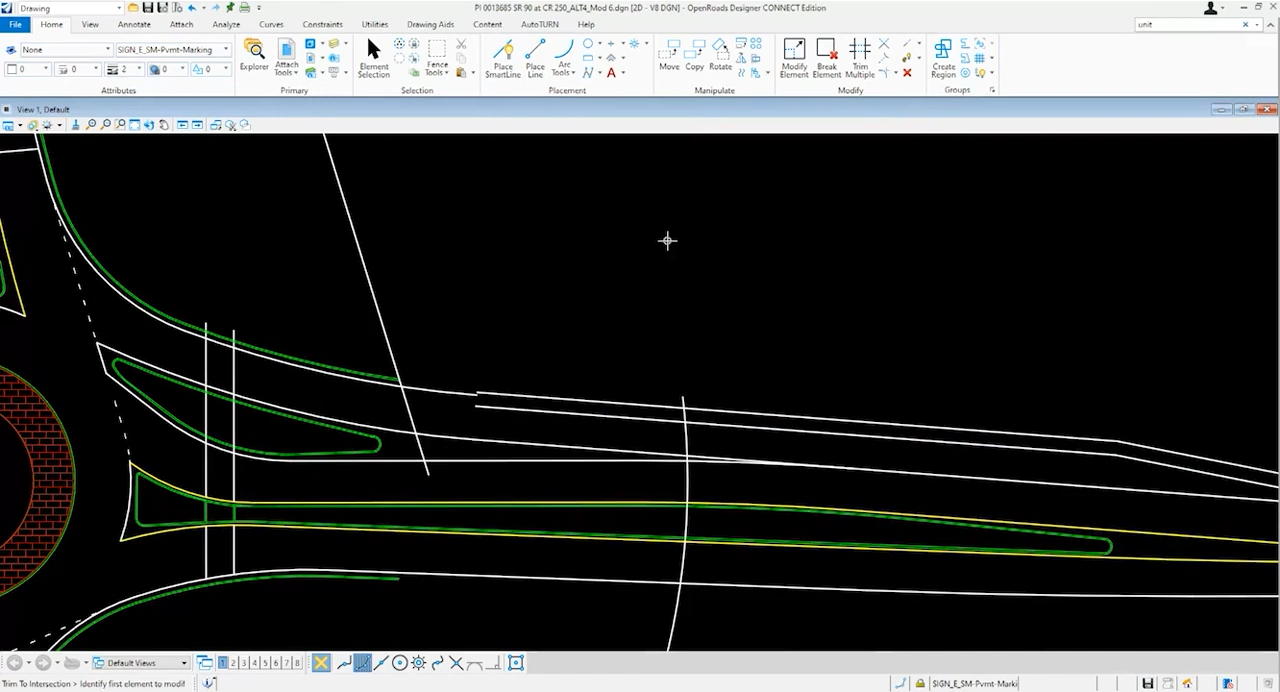 Drawing
PI 0013685 SR 90 at CR 250_ALT4_Mod 6.dgn [2D - V8 DGN] - OpenRoads Designer CONNECT Edition
File Home View Annotate Attach Analyze Curves Constraints Utilities Drawing Aids Content AutoTURN Help
unit
None SIGN_E_SM-Pvmt-Marking
0 0 2 0 0
Explorer Attach Tools Element Selection Fence Tools Place SmartLine Place Line Arc Tools Move Copy Rotate Modify Element Break Element Trim Multiple Create Region
Attributes Primary Selection Placement Manipulate Modify Groups
View 1, Default
Default Views 1 2 3 4 5 6 7 8
Trim To Intersection > Identify first element to modif
SIGN_E_SM-Pvmt-Marki